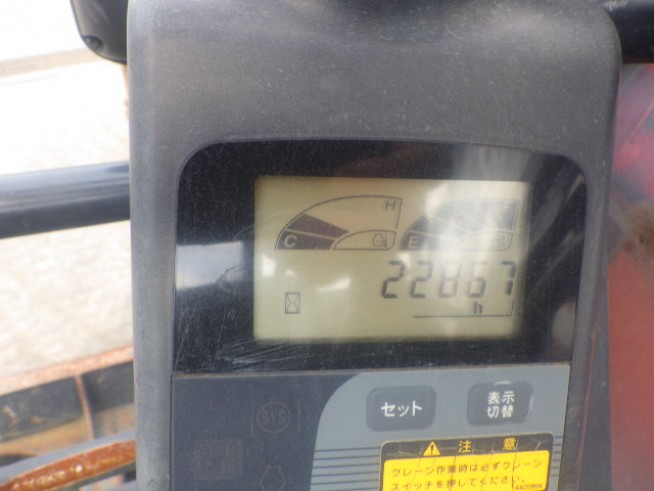 H
C
E
22867
h
セット
表示
切替
SYS
注意
クレーン作業時は必ずクレーン
スイッチを押してください。